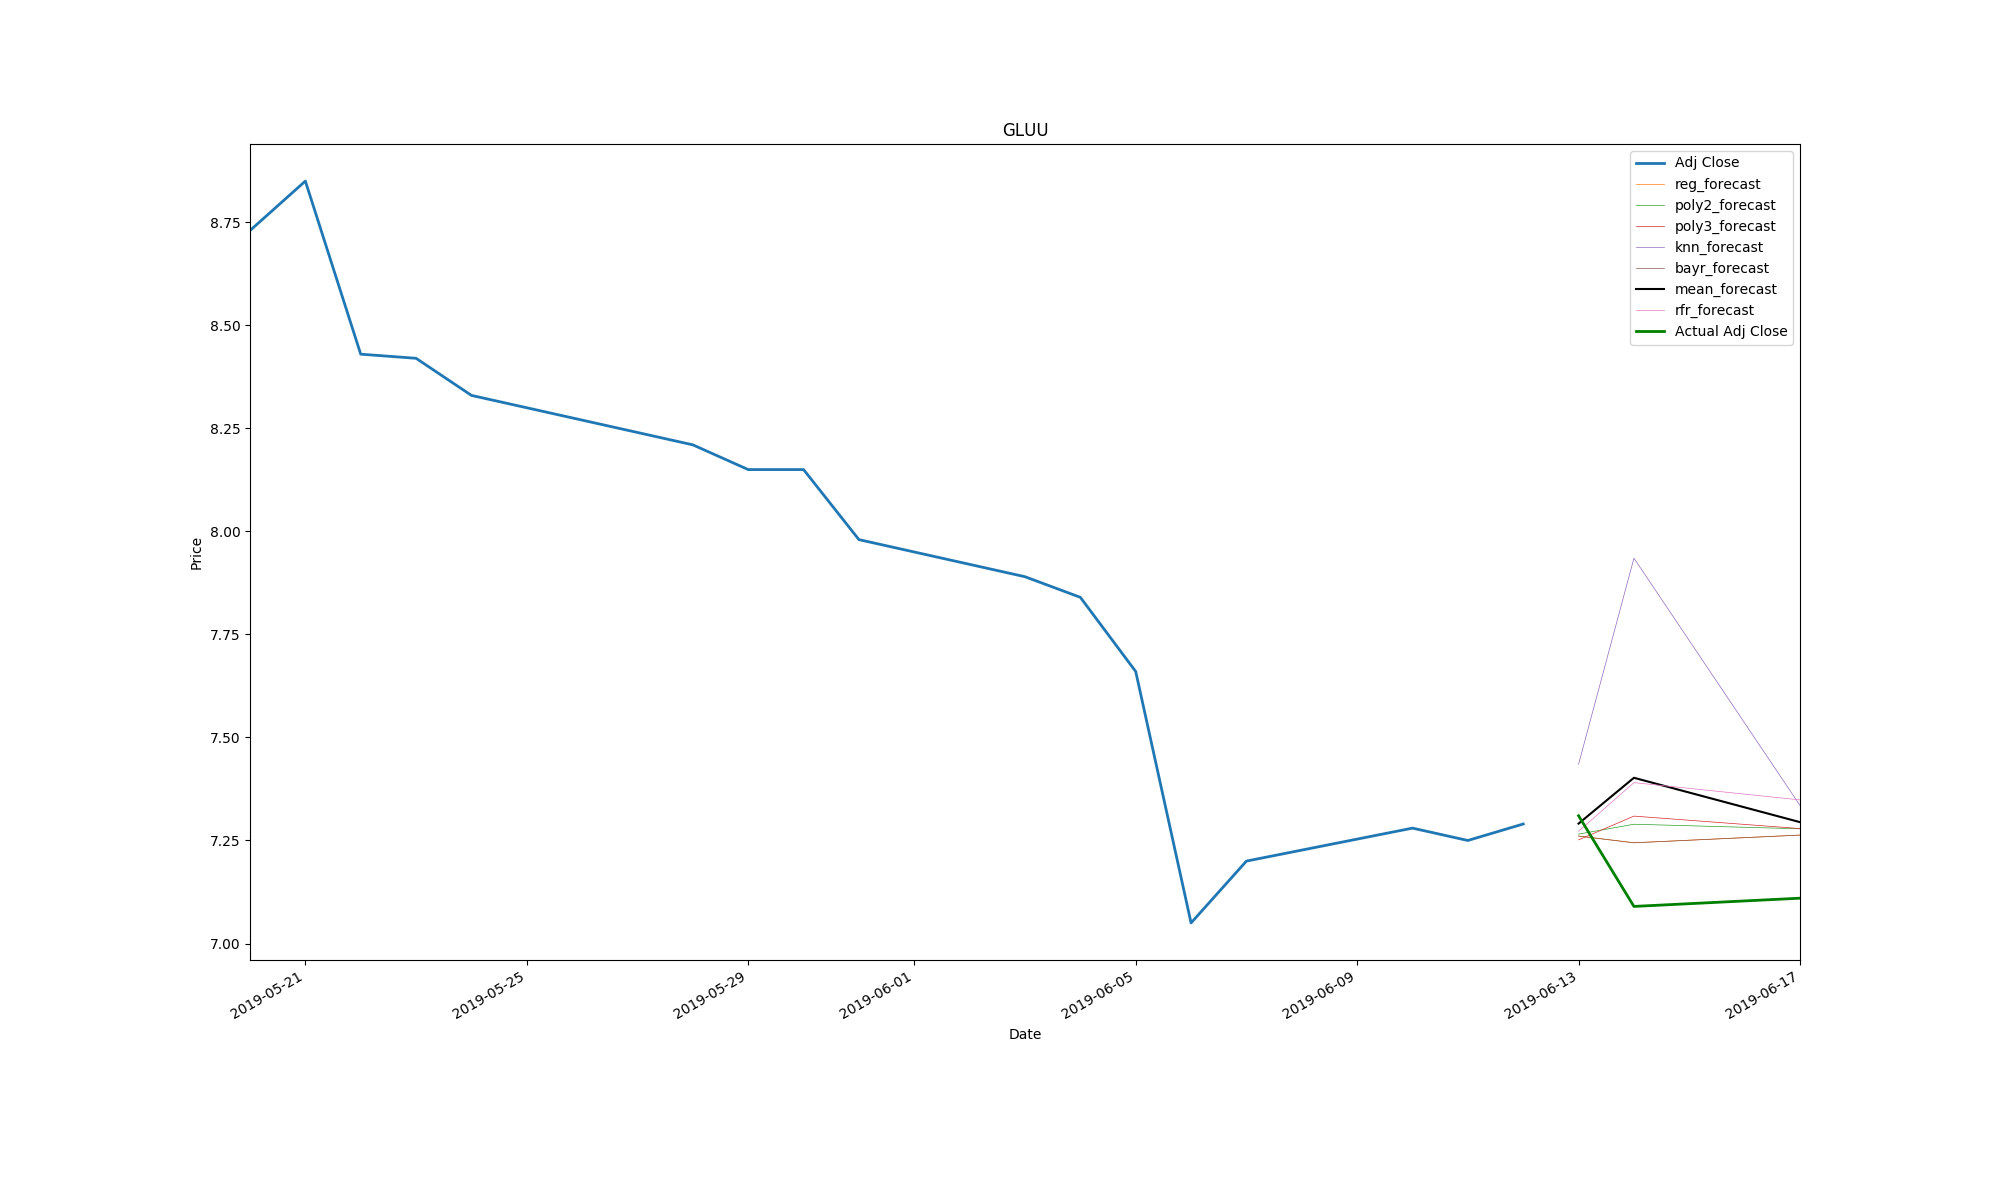 GLUU
Adj Close
reg_forecast
poly2_forecast
poly3_forecast
knn_forecast
bayr_forecast
mean_forecast
rfr_forecast
Actual Adj Close
8.75
8.50
8.25
8.00
7.75
7.50
7.25
7.00
Price
2019-05-21
2019-05-25
2019-05-29
2019-06-01
2019-06-05
2019-06-09
2019-06-13
2019-06-17
Date